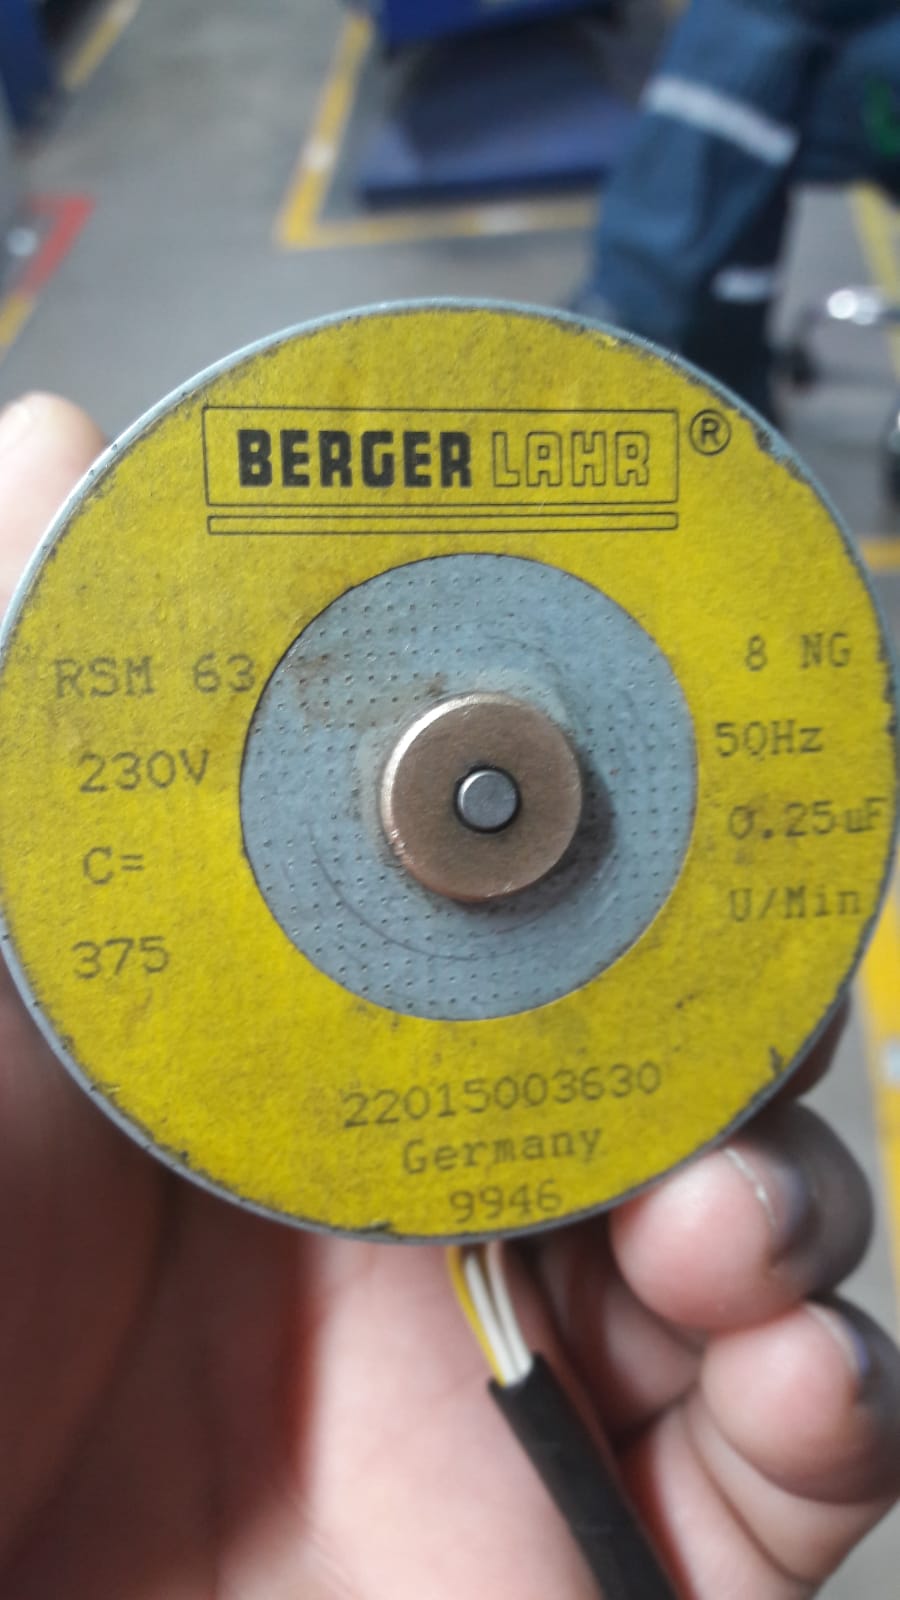 BERGER LAHR ®
RSM 63 8 NG
230V 50Hz
C= 0.25uF
375 U/Min
22015003630
Germany
9946